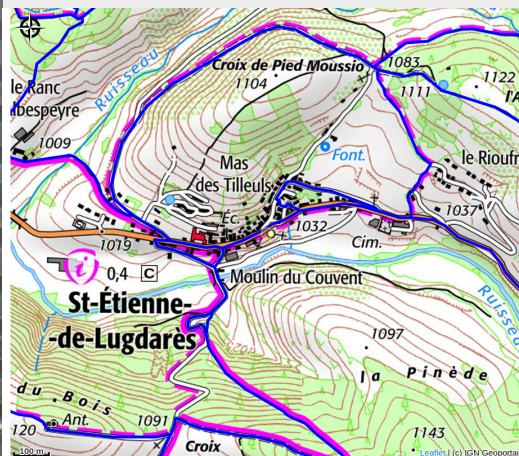 Croix de Pied Moussio
1083
1104
1122
1111
l'A
Ruisseau
le Ranc
lbespeyre
1009
Font.
Mas
des Tilleuls
le Rioufr
Éc.
1032
1037
1019
Cim.
i
0,4 C
Moulin du Couvent
St-Étienne-
-de-Lugdarès
Ruisseau
1097
la Pinède
du Bois
Ant.
120
1091
Croix
1143
100 m
Leaflet | (c) IGN Geoportai